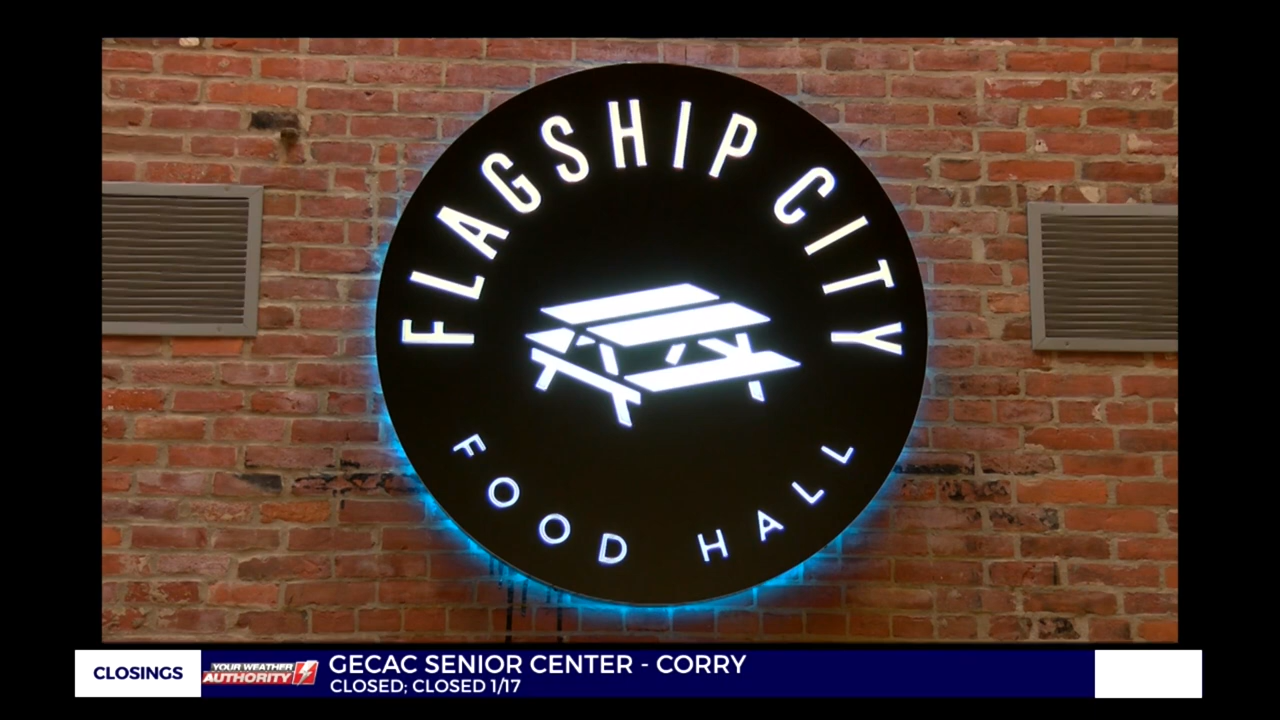 FLAGSHIP CITY
FOOD HALL
CLOSINGS
YOUR WEATHER
AUTHORITY
GECAC SENIOR CENTER - CORRY
CLOSED; CLOSED 1/17